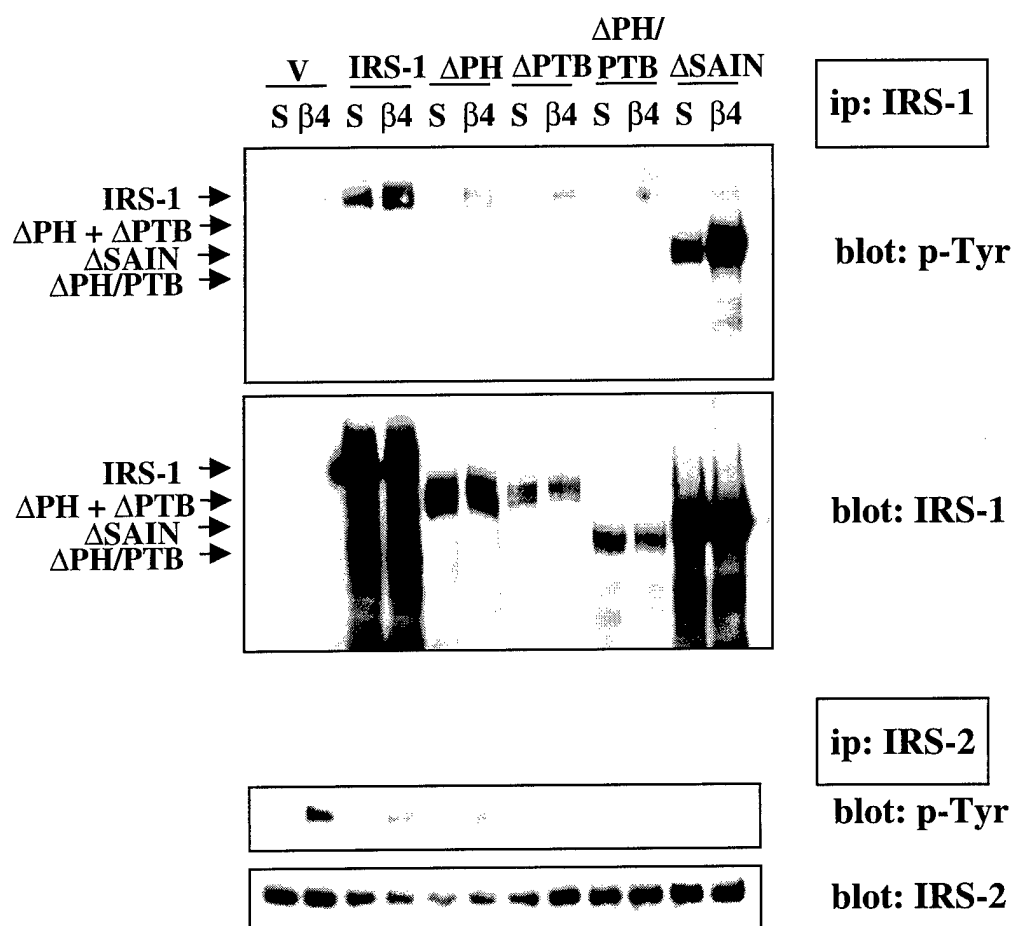 V IRS-1 ΔPH ΔPTB ΔPH/PTB ΔSAIN
S β4 S β4 S β4 S β4 S β4 S β4
ip: IRS-1
IRS-1
ΔPH + ΔPTB
ΔSAIN
ΔPH/PTB
blot: p-Tyr
IRS-1
ΔPH + ΔPTB
ΔSAIN
ΔPH/PTB
blot: IRS-1
ip: IRS-2
blot: p-Tyr
blot: IRS-2